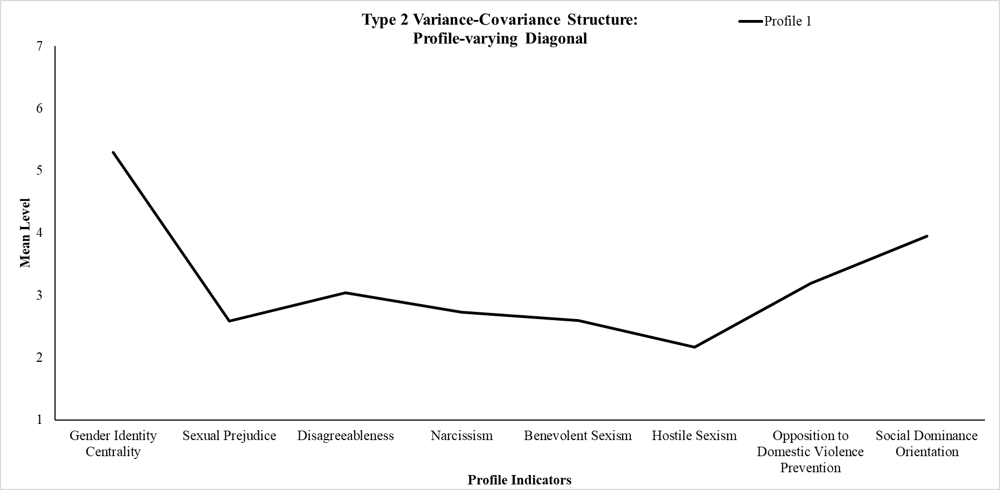 Type 2 Variance-Covariance Structure:
Profile-varying Diagonal
Profile 1
7
6
5
4
3
2
1
Mean Level
Gender Identity
Centrality
Sexual Prejudice
Disagreeableness
Narcissism
Benevolent Sexism
Hostile Sexism
Opposition to
Domestic Violence
Prevention
Social Dominance
Orientation
Profile Indicators